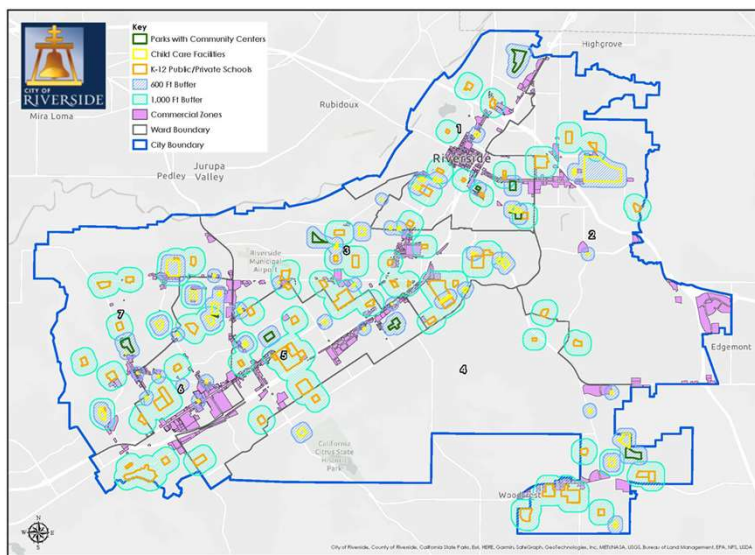 CITY OF
RIVERSIDE
Key
Parks with Community Centers
Child Care Facilities
K-12 Public/Private Schools
600 Ft Buffer
1,000 Ft Buffer
Commercial Zones
Ward Boundary
City Boundary
Highgrove
Mira Loma
Rubidoux
1
Riverside
Jurupa
Valley
Pedley
2
Riverside
Municipal
Airport
3
7
Edgemont
5
4
6
California
Citrus State
Historic
Park
Woodcrest
N
W
E
S
City of Riverside, County of Riverside, California State Parks, Esri, HERE, Garmin, SafeGraph, GeoTechnologies, Inc, METI/NASA, USGS, Bureau of Land Management, EPA, NPS, USDA